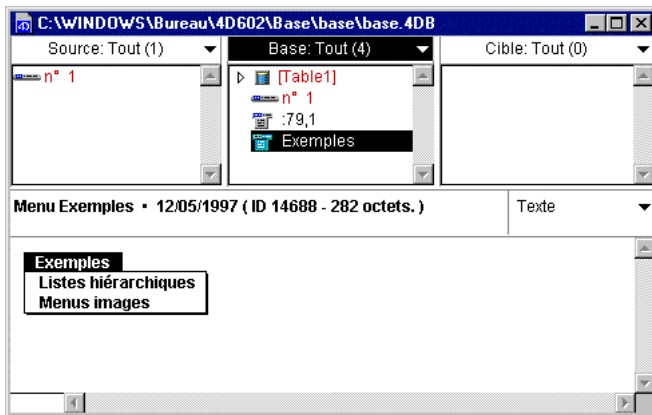 C:\WINDOWS\Bureau\4D602\Base\base\base.4DB
Source: Tout (1)
Base: Tout (4)
Cible: Tout (0)
n° 1
[Table1]
n° 1
:79,1
Exemples
Menu Exemples • 12/05/1997 ( ID 14688 - 282 octets. )
Texte
Exemples
Listes hiérarchiques
Menus images